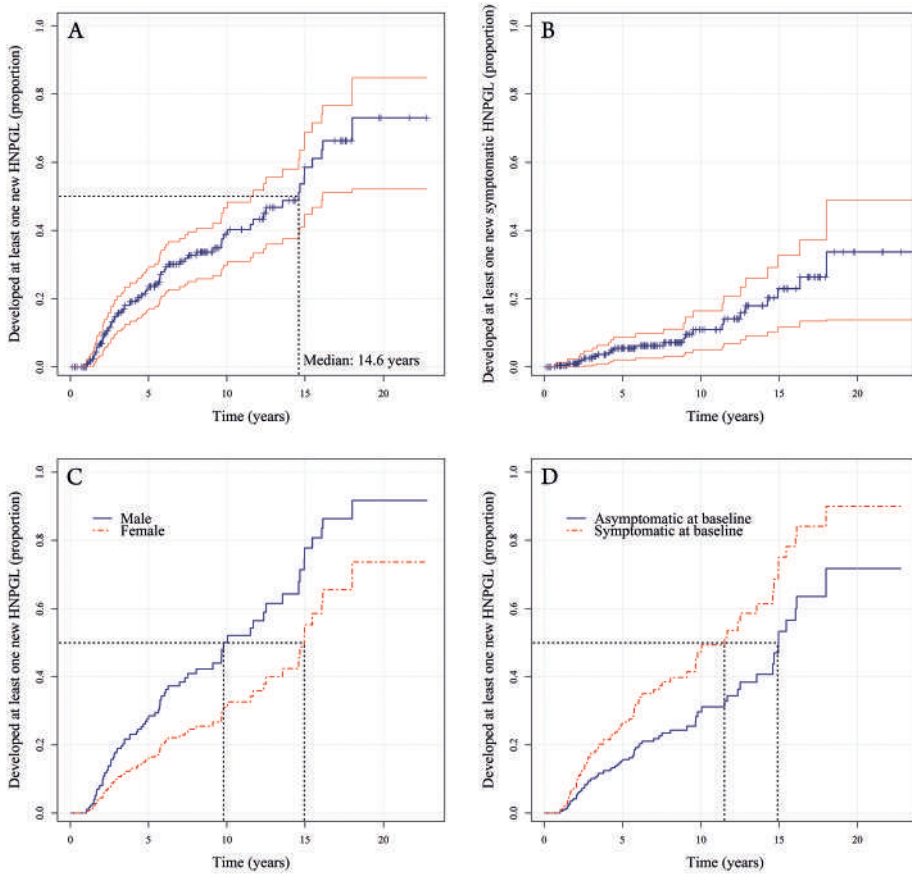 A
Developed at least one new HNPGL (proportion)
1.0
0.8
0.6
0.4
0.2
0.0
Median: 14.6 years
0 5 10 15 20
Time (years)
B
Developed at least one new symptomatic HNPGL (proportion)
1.0
0.8
0.6
0.4
0.2
0.0
0 5 10 15 20
Time (years)
C
Developed at least one new HNPGL (proportion)
1.0
0.8
0.6
0.4
0.2
0.0
Male
Female
0 5 10 15 20
Time (years)
D
Developed at least one new HNPGL (proportion)
1.0
0.8
0.6
0.4
0.2
0.0
Asymptomatic at baseline
Symptomatic at baseline
0 5 10 15 20
Time (years)